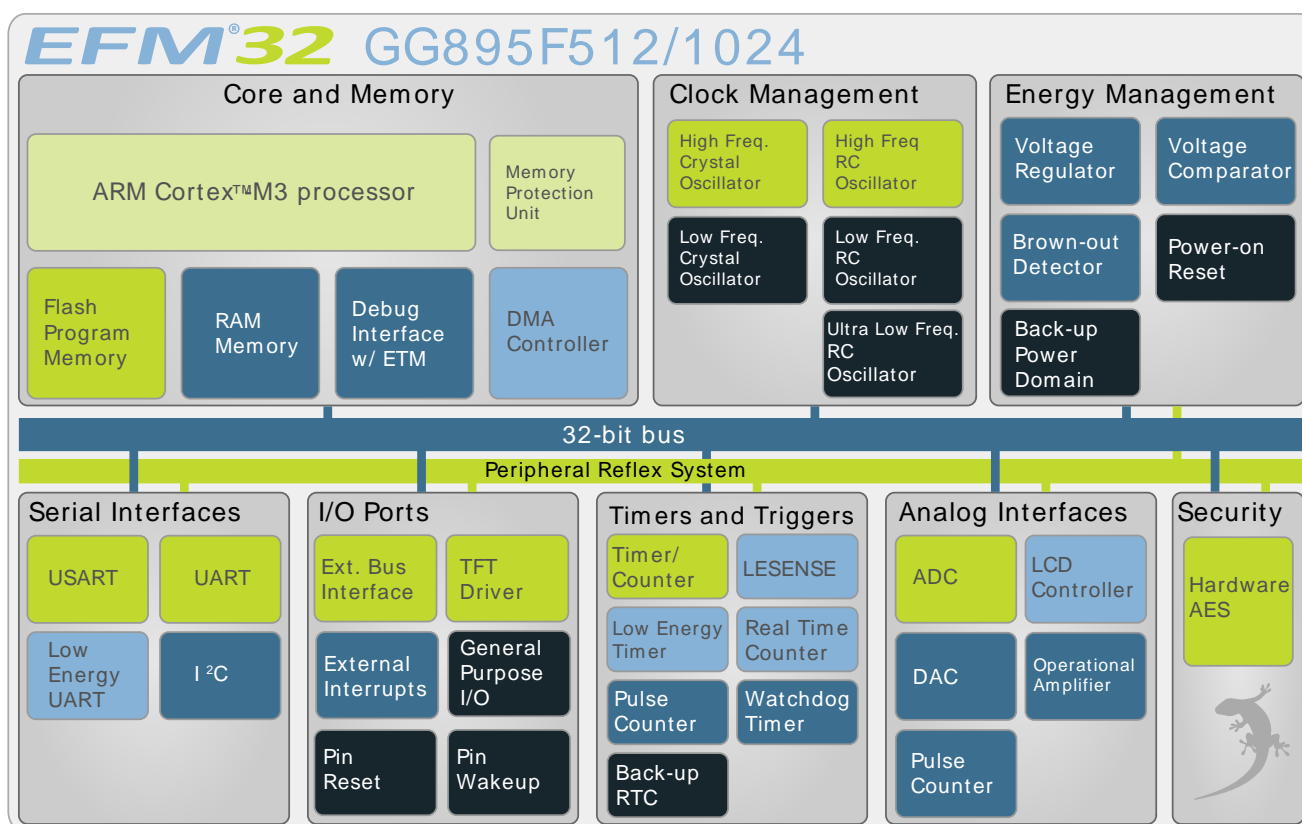 EFM®32 GG895F512/1024
Core and Memory
ARM Cortex™M3 processor
Memory
Protection
Unit
Flash
Program
Memory
RAM
Memory
Debug
Interface
w/ ETM
DMA
Controller
Clock Management
High Freq.
Crystal
Oscillator
High Freq
RC
Oscillator
Low Freq.
Crystal
Oscillator
Low Freq.
RC
Oscillator
Ultra Low Freq.
RC
Oscillator
Energy Management
Voltage
Regulator
Voltage
Comparator
Brown-out
Detector
Power-on
Reset
Back-up
Power
Domain
32-bit bus
Peripheral Reflex System
Serial Interfaces
USART
UART
Low
Energy
UART
I²C
I/O Ports
Ext. Bus
Interface
TFT
Driver
External
Interrupts
General
Purpose
I/O
Pin
Reset
Pin
Wakeup
Timers and Triggers
Timer/
Counter
LESENSE
Low Energy
Timer
Real Time
Counter
Pulse
Counter
Watchdog
Timer
Back-up
RTC
Analog Interfaces
ADC
LCD
Controller
DAC
Operational
Amplifier
Pulse
Counter
Security
Hardware
AES